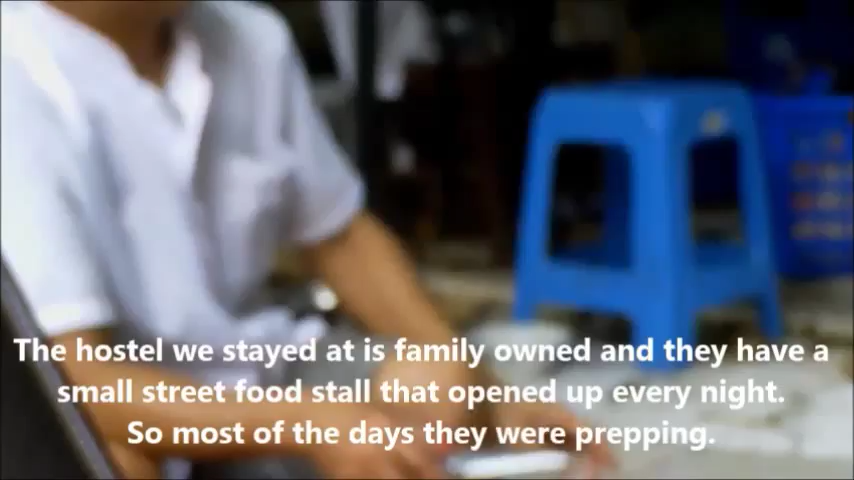 The hostel we stayed at is family owned and they have a
small street food stall that opened up every night.
So most of the days they were prepping.